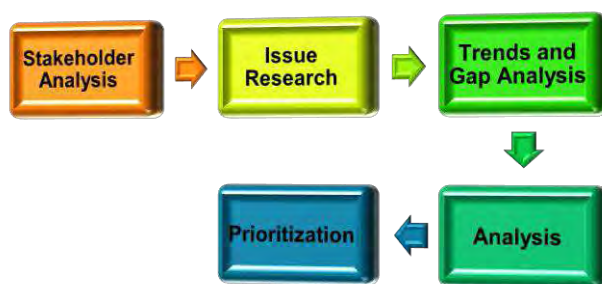 Stakeholder
Analysis
Issue
Research
Trends and
Gap Analysis
Prioritization
Analysis